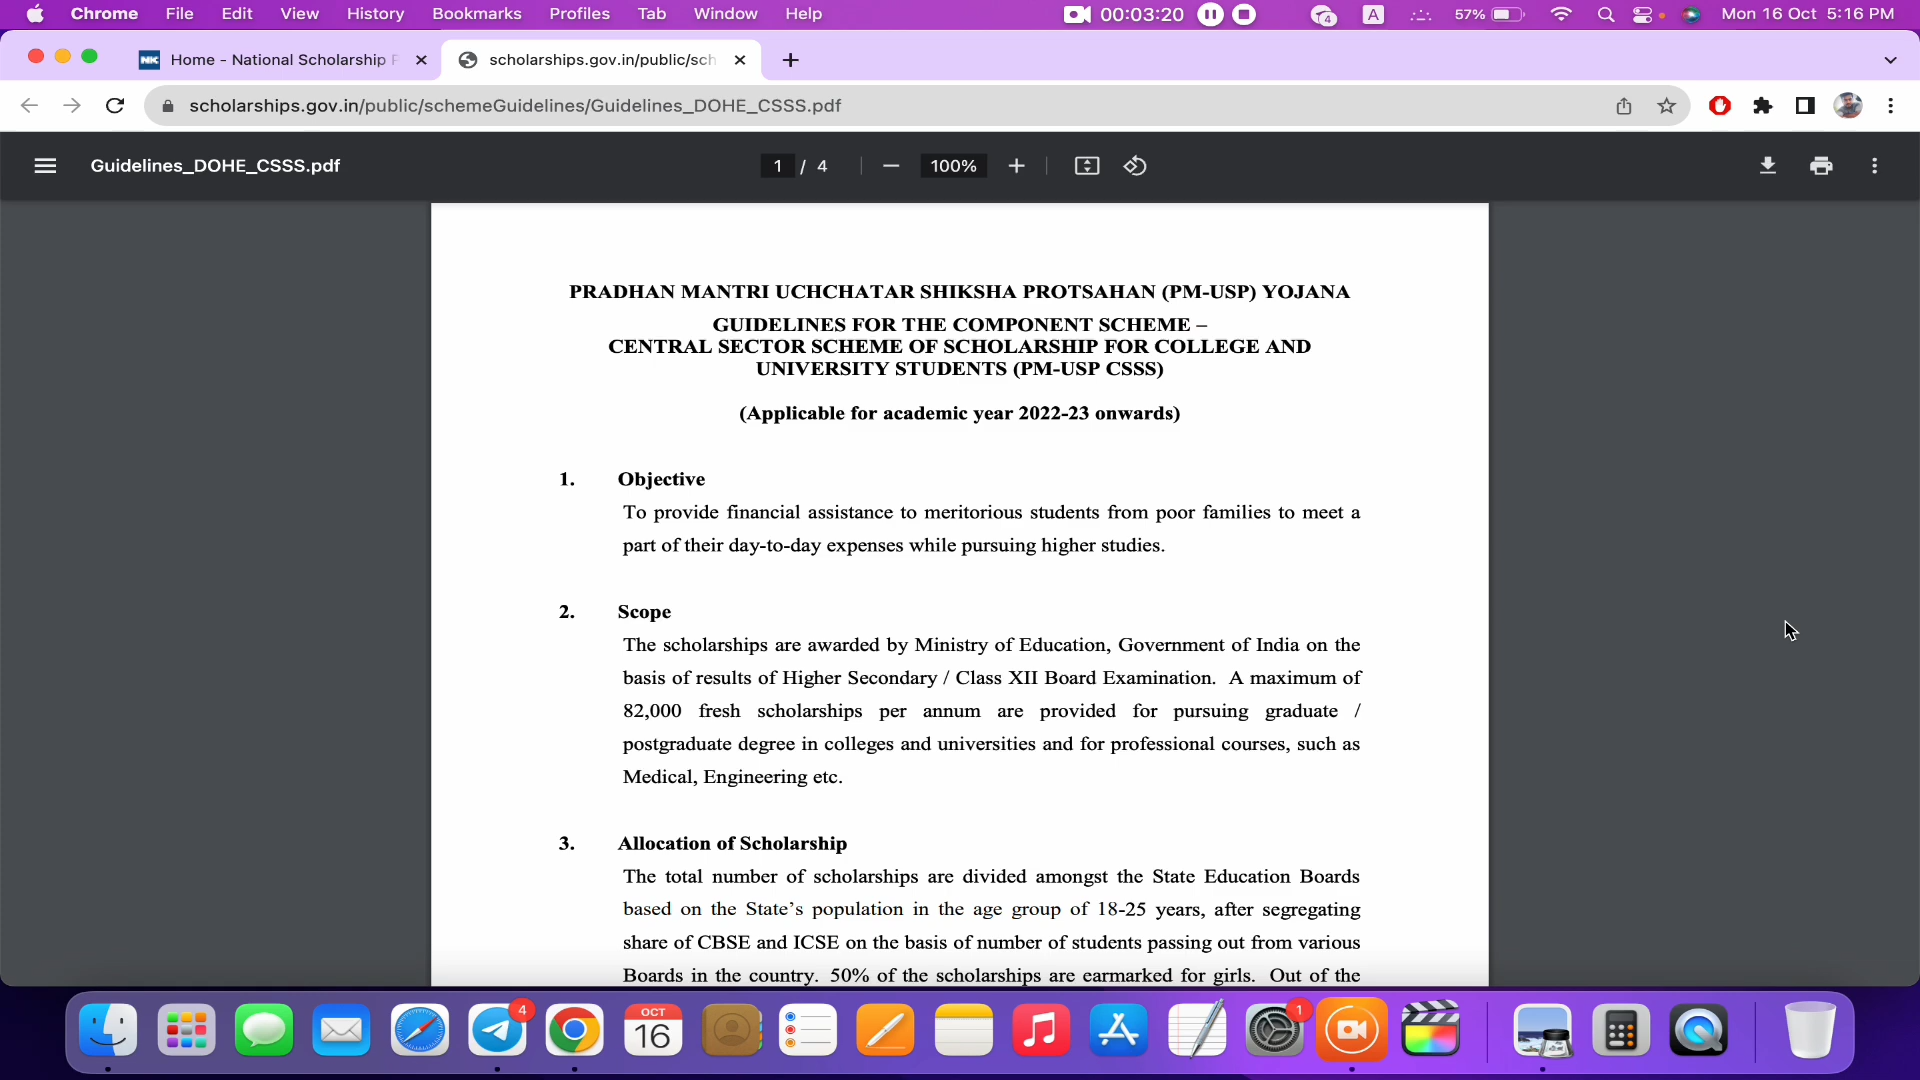 Chrome File Edit View History Bookmarks Profiles Tab Window Help 00:03:20 4 A 57% Mon 16 Oct 5:16 PM
NK Home - National Scholarship P scholarships.gov.in/public/sch
scholarships.gov.in/public/schemeGuidelines/Guidelines_DOHE_CSSS.pdf
Guidelines_DOHE_CSSS.pdf 1 / 4 100%
PRADHAN MANTRI UCHCHATAR SHIKSHA PROTSAHAN (PM-USP) YOJANA
GUIDELINES FOR THE COMPONENT SCHEME –
CENTRAL SECTOR SCHEME OF SCHOLARSHIP FOR COLLEGE AND
UNIVERSITY STUDENTS (PM-USP CSSS)
(Applicable for academic year 2022-23 onwards)
1. Objective
To provide financial assistance to meritorious students from poor families to meet a
part of their day-to-day expenses while pursuing higher studies.
2. Scope
The scholarships are awarded by Ministry of Education, Government of India on the
basis of results of Higher Secondary / Class XII Board Examination. A maximum of
82,000 fresh scholarships per annum are provided for pursuing graduate /
postgraduate degree in colleges and universities and for professional courses, such as
Medical, Engineering etc.
3. Allocation of Scholarship
The total number of scholarships are divided amongst the State Education Boards
based on the State’s population in the age group of 18-25 years, after segregating
share of CBSE and ICSE on the basis of number of students passing out from various
Boards in the country. 50% of the scholarships are earmarked for girls. Out of the
4 OCT 1
16